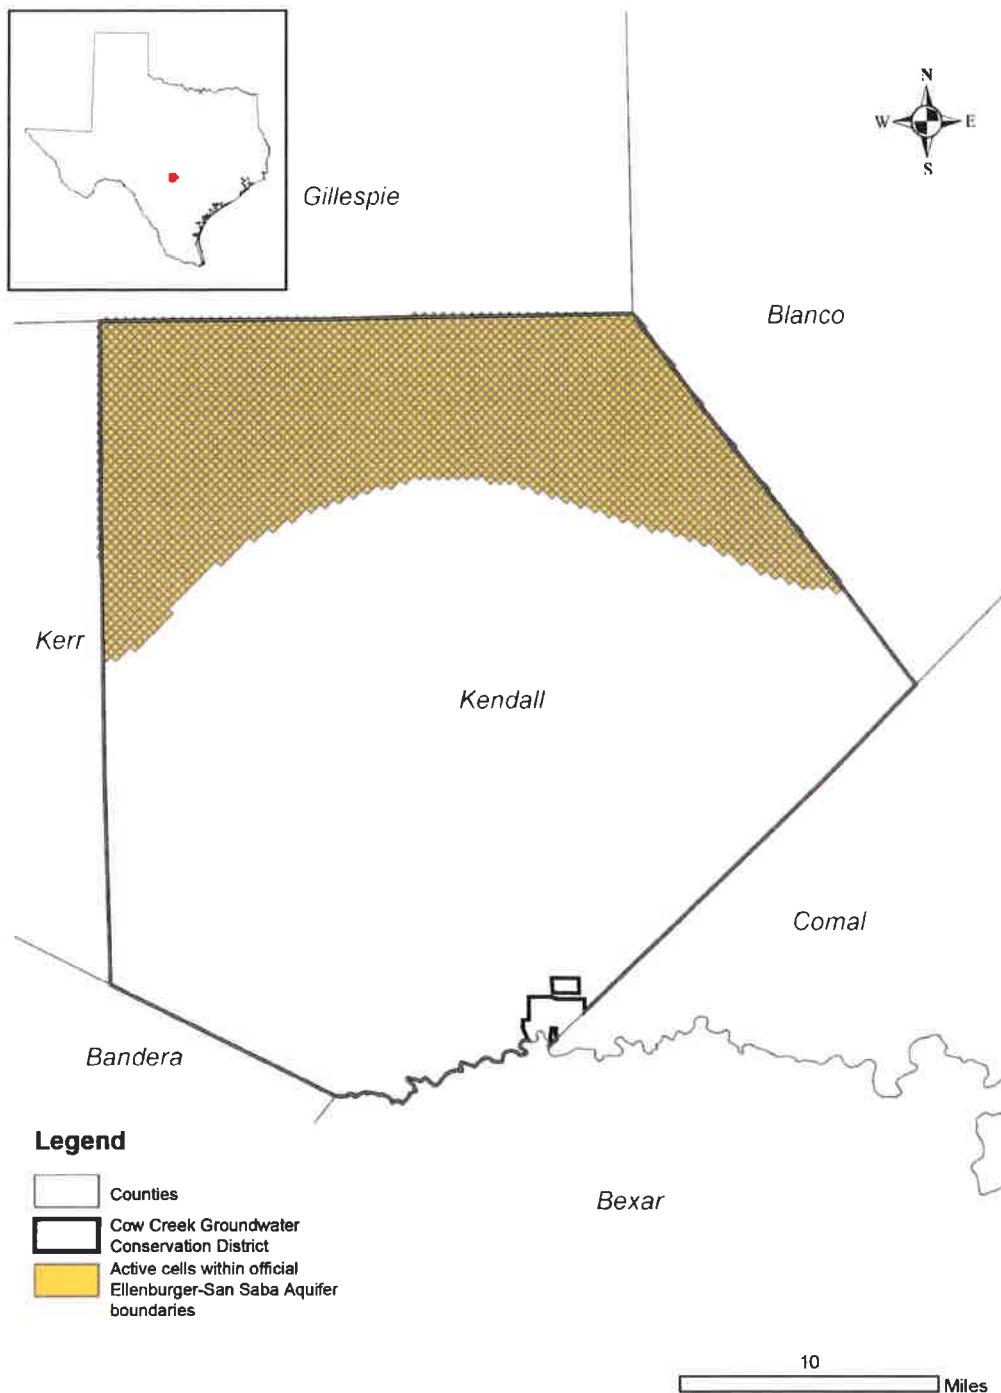 N
W E
S
Gillespie
Blanco
Kerr
Kendall
Comal
Bandera
Legend
Counties
Cow Creek Groundwater
Conservation District
Active cells within official
Ellenburger-San Saba Aquifer
boundaries
Bexar
10
Miles